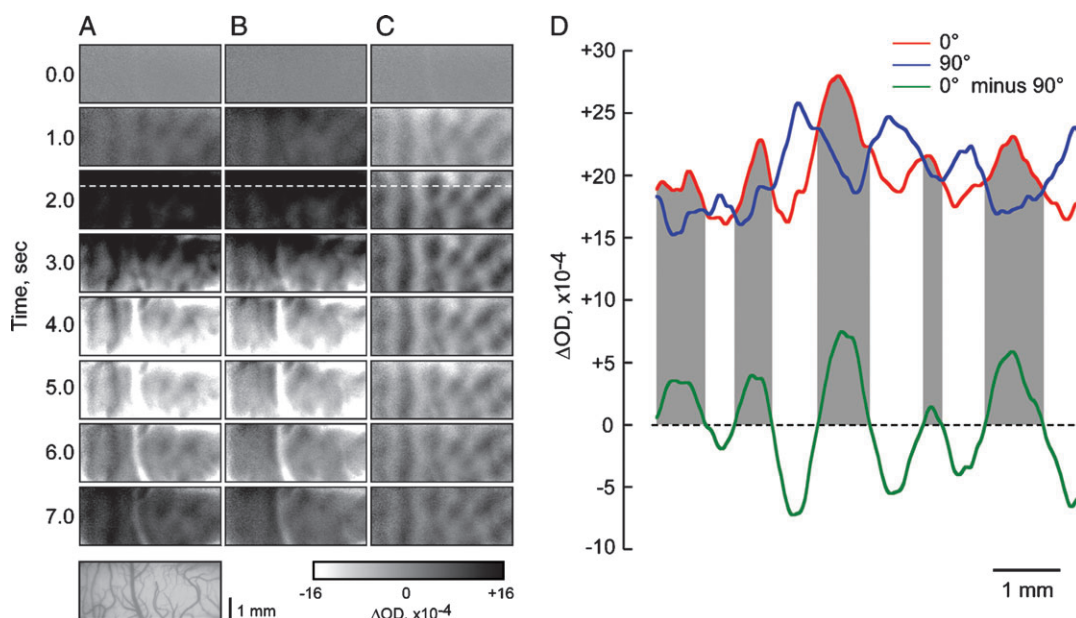 A B C D
Time, sec
0.0
1.0
2.0
3.0
4.0
5.0
6.0
7.0
1 mm
-16 0 +16
ΔOD, x10-4
0°
90°
0° minus 90°
ΔOD, x10-4
+30
+25
+20
+15
+10
+5
0
-5
-10
1 mm